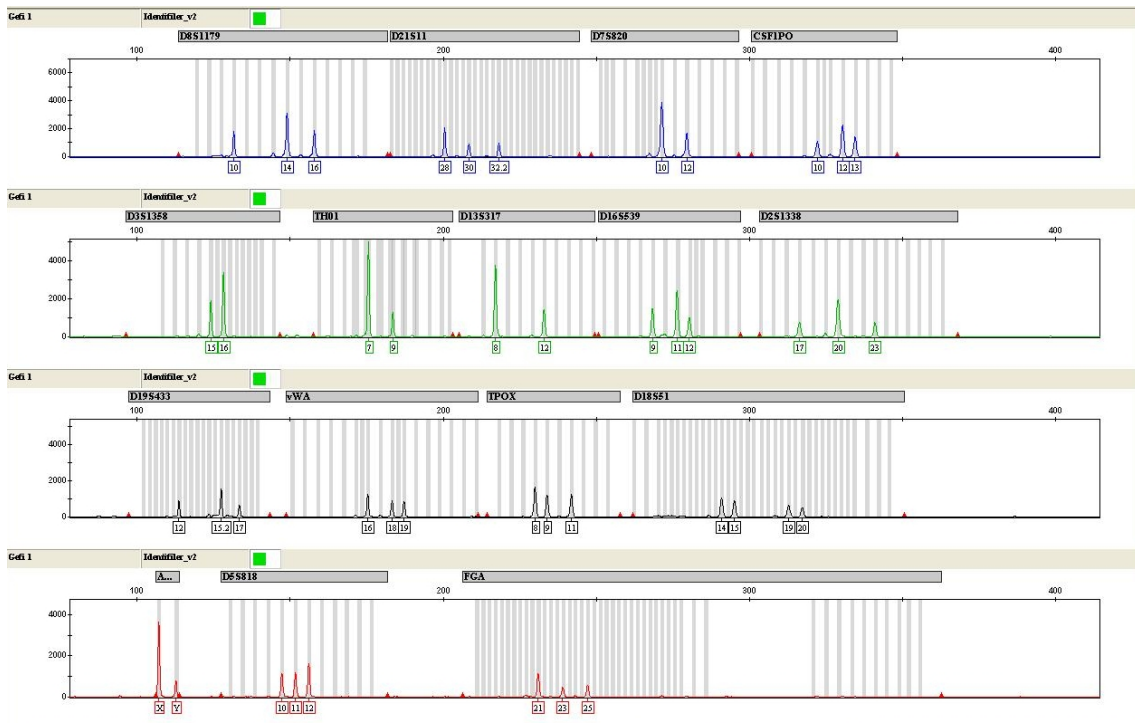 Gefi 1 Identifiler_v2
D8S1179 D21S11 D7S820 CSF1PO
100 200 300 400
6000
4000
2000
0
10 14 16 28 30 32.2 10 12 10 12 13
Gefi 1 Identifiler_v2
D3S1358 TH01 D13S317 D16S539 D2S1338
100 200 300 400
4000
2000
0
15 16 7 9 8 12 9 11 12 17 20 23
Gefi 1 Identifiler_v2
D19S433 vWA TPOX D18S51
100 200 300 400
4000
2000
0
12 15.2 17 16 18 19 8 9 11 14 15 19 20
Gefi 1 Identifiler_v2
A... D5S818 FGA
100 200 300 400
4000
2000
0
X Y 10 11 12 21 23 25